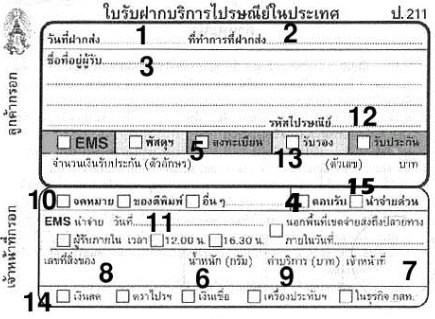 ใบรับฝากบริการไปรษณีย์ในประเทศ ป.211
วันที่ฝากส่ง 1 ที่ทำการที่ฝากส่ง 2
ชื่อที่อยู่ผู้รับ 3
ลูกค้ากรอก
รหัสไปรษณีย์ 12
EMS พัสดุฯ 5 ลงทะเบียน รับรอง รับประกัน
จำนวนเงินรับประกัน (ตัวอักษร) 13 (ตัวเลข) บาท
10 จดหมาย ของตีพิมพ์ อื่นๆ 4 ตอบรับ 15 นำจ่ายด่วน
เจ้าหน้าที่กรอก
EMS นำจ่าย วันที่ 11 นอกพื้นที่เขตจ่ายส่งถึงปลายทาง
ผู้รับภายใน เวลา 12.00 น. 16.30 น. ภายในวันที่
เลขที่สิ่งของ 8 น้ำหนัก (กรัม) 6 ค่าบริการ (บาท) 9 เจ้าหน้าที่ 7
14 เงินสด ตราไปรฯ เงินเชื่อ เครื่องประทับฯ ในธุรกิจ กสท.